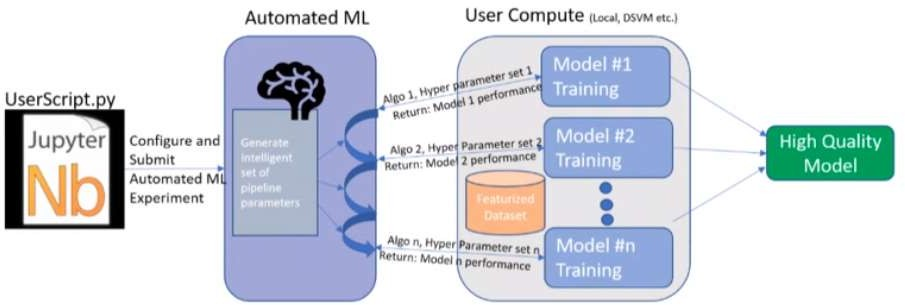 Automated ML
User Compute (Local, DSVM etc.)
UserScript.py
Jupyter
Nb
Configure and
Submit
Automated ML
Experiment
Generate
intelligent
set of
pipeline
parameters
Algo 1, Hyper parameter set 1
Return: Model 1 performance
Algo 2, Hyper Parameter set 2
Return: Model 2 performance
Algo n, Hyper Parameter set n
Return: Model n performance
Model #1
Training
Model #2
Training
Featurized
Dataset
Model #n
Training
High Quality
Model